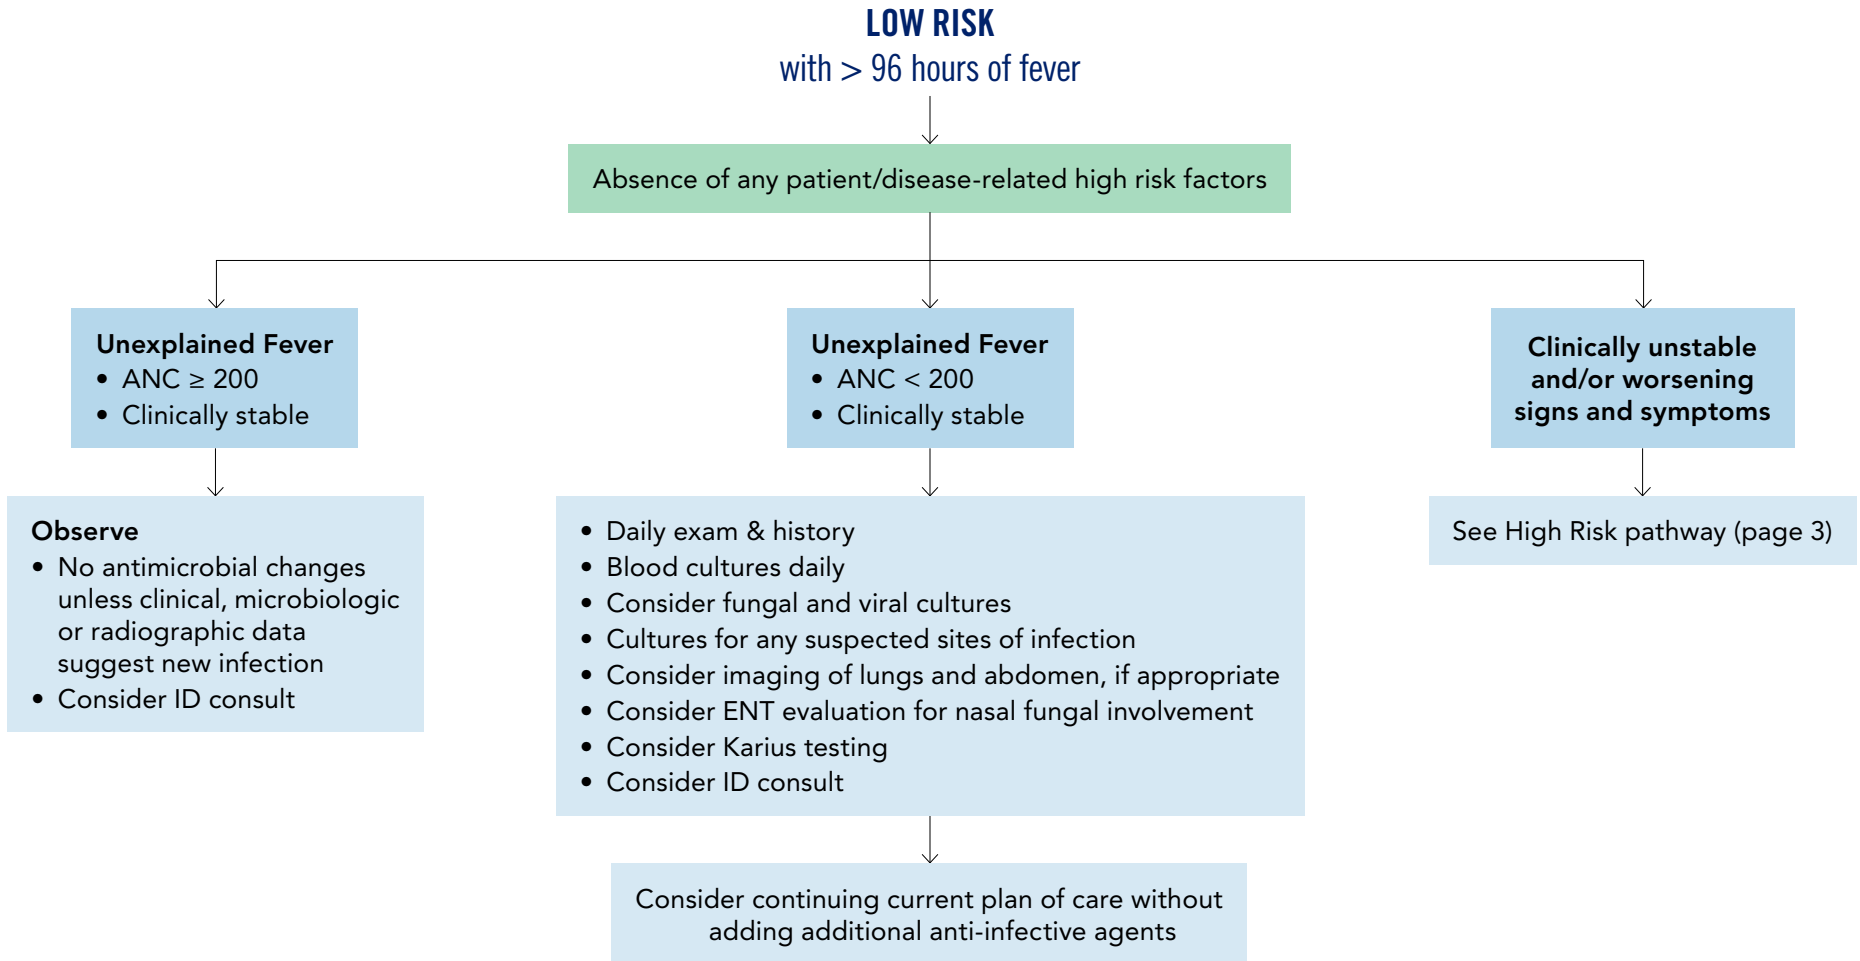 LOW RISK
with > 96 hours of fever
Absence of any patient/disease-related high risk factors
Unexplained Fever
• ANC ≥ 200
• Clinically stable
Unexplained Fever
• ANC < 200
• Clinically stable
Clinically unstable
and/or worsening
signs and symptoms
Observe
• No antimicrobial changes
unless clinical, microbiologic
or radiographic data
suggest new infection
• Consider ID consult
• Daily exam & history
• Blood cultures daily
• Consider fungal and viral cultures
• Cultures for any suspected sites of infection
• Consider imaging of lungs and abdomen, if appropriate
• Consider ENT evaluation for nasal fungal involvement
• Consider Karius testing
• Consider ID consult
See High Risk pathway (page 3)
Consider continuing current plan of care without
adding additional anti-infective agents